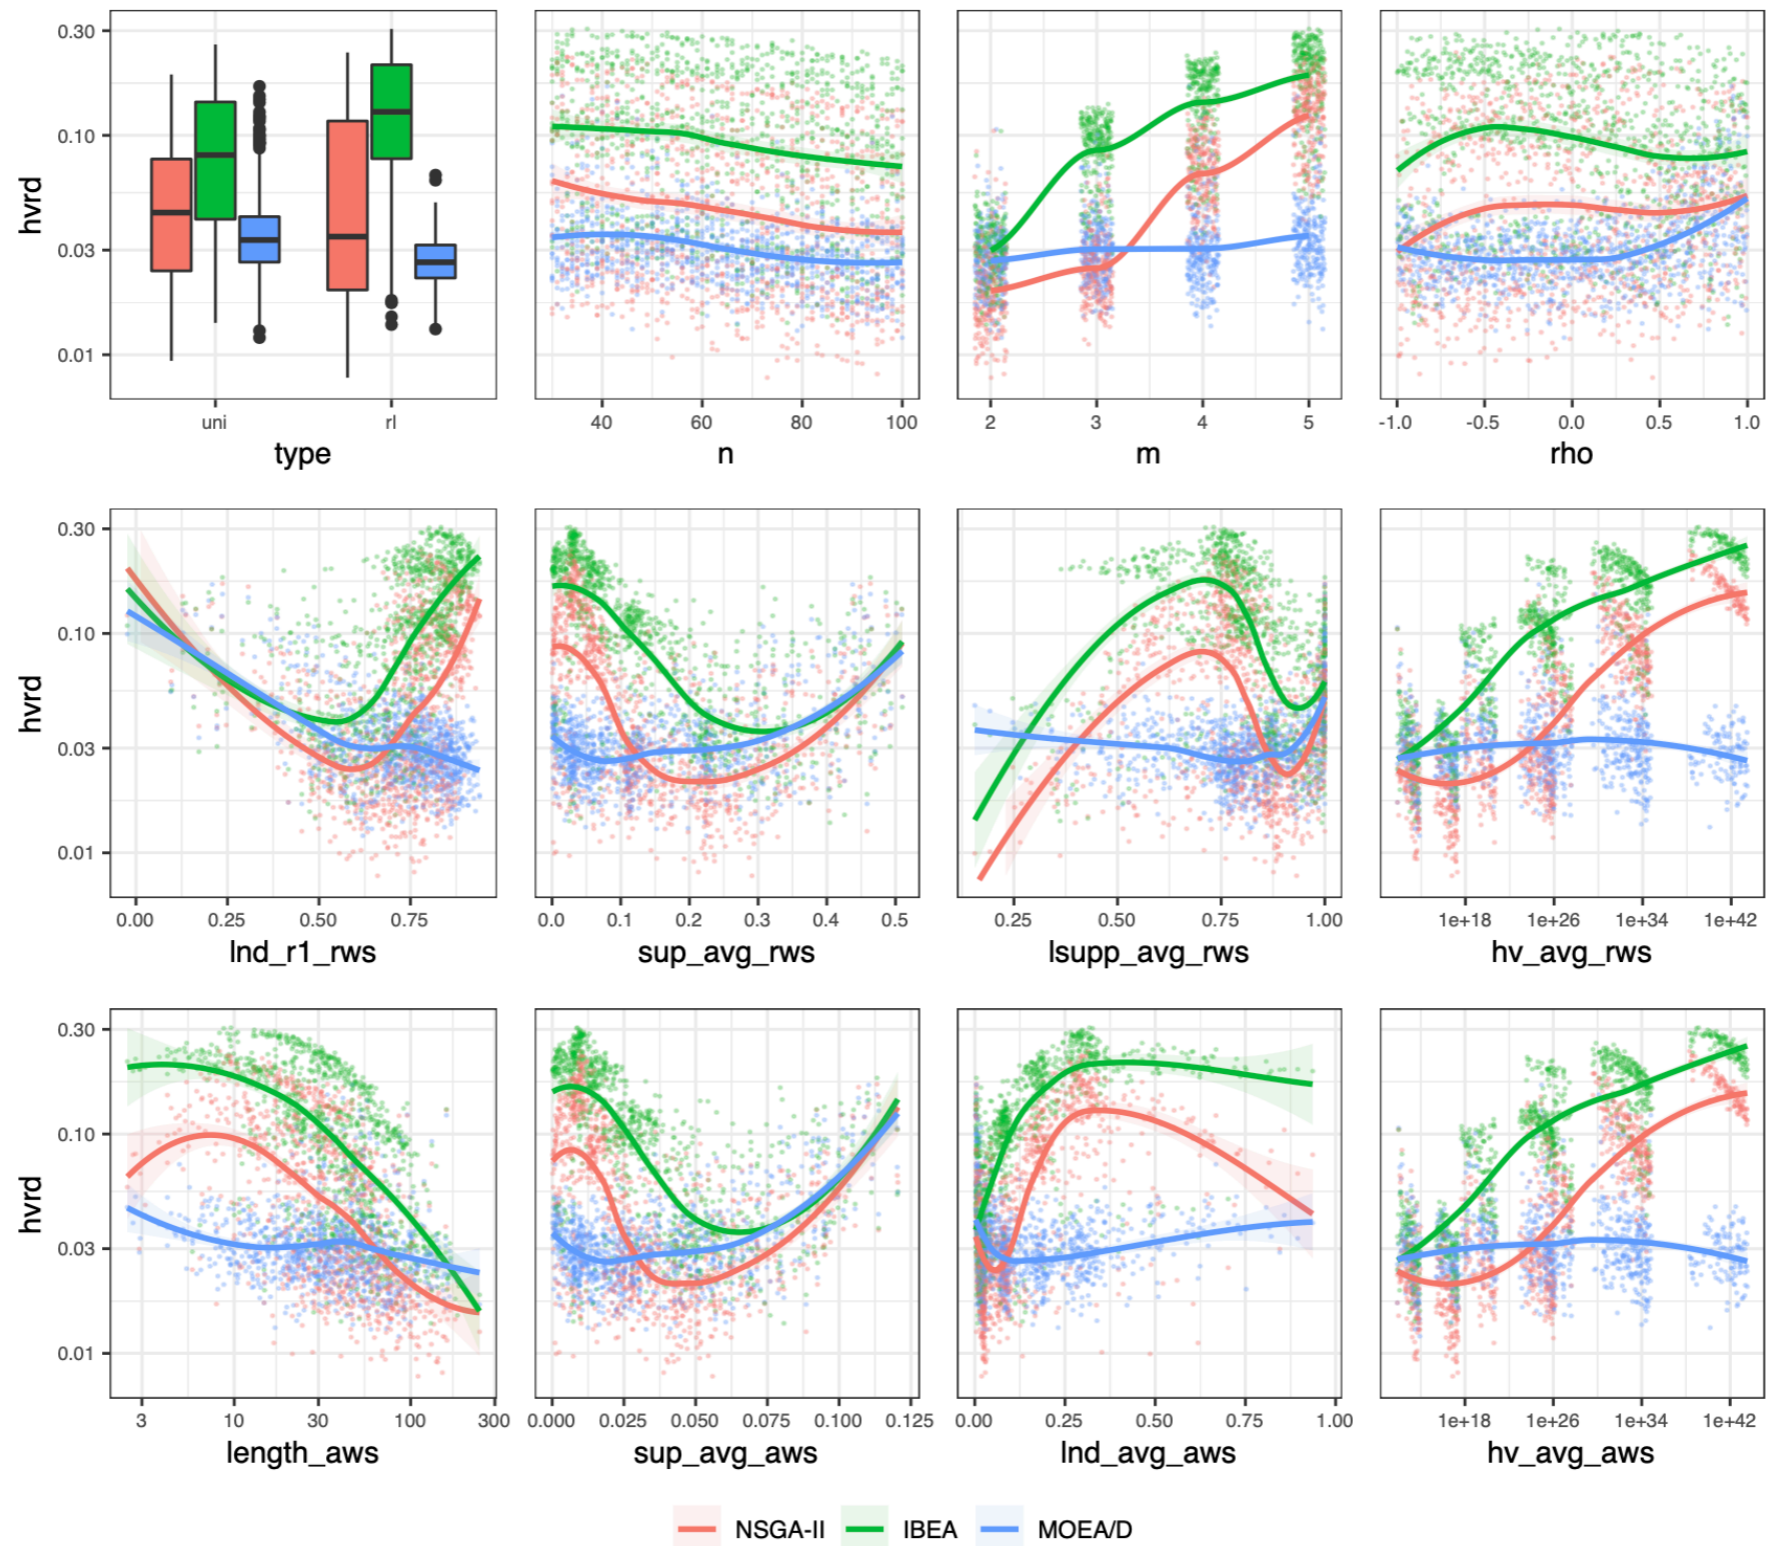 hvrd
0.30
0.10
0.03
0.01
uni rl
type
40 60 80 100
n
2 3 4 5
m
-1.0 -0.5 0.0 0.5 1.0
rho
hvrd
0.30
0.10
0.03
0.01
0.00 0.25 0.50 0.75
lnd_r1_rws
0.0 0.1 0.2 0.3 0.4 0.5
sup_avg_rws
0.25 0.50 0.75 1.00
lsupp_avg_rws
1e+18 1e+26 1e+34 1e+42
hv_avg_rws
hvrd
0.30
0.10
0.03
0.01
3 10 30 100 300
length_aws
0.000 0.025 0.050 0.075 0.100 0.125
sup_avg_aws
0.00 0.25 0.50 0.75 1.00
lnd_avg_aws
1e+18 1e+26 1e+34 1e+42
hv_avg_aws
NSGA-II IBEA MOEA/D